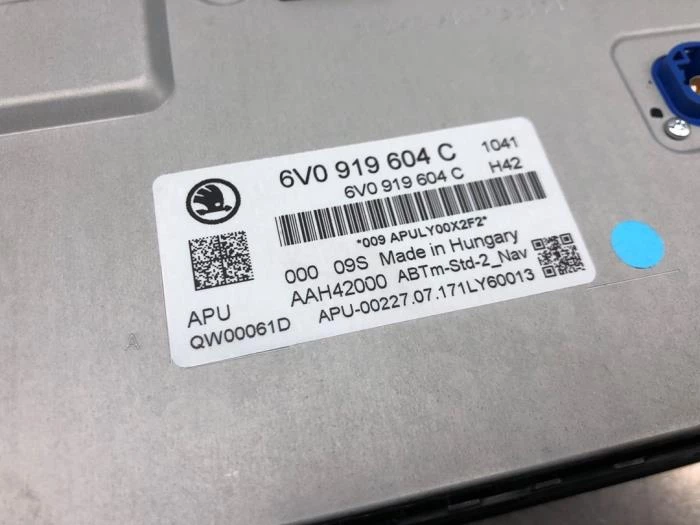 6V0 919 604 C 1041
6V0 919 604 C H42
*009 APULY00X2F2*
000 09S Made in Hungary
AAH42000 ABTm-Std-2_Nav
APU APU-00227.07.171LY60013
QW00061D
A